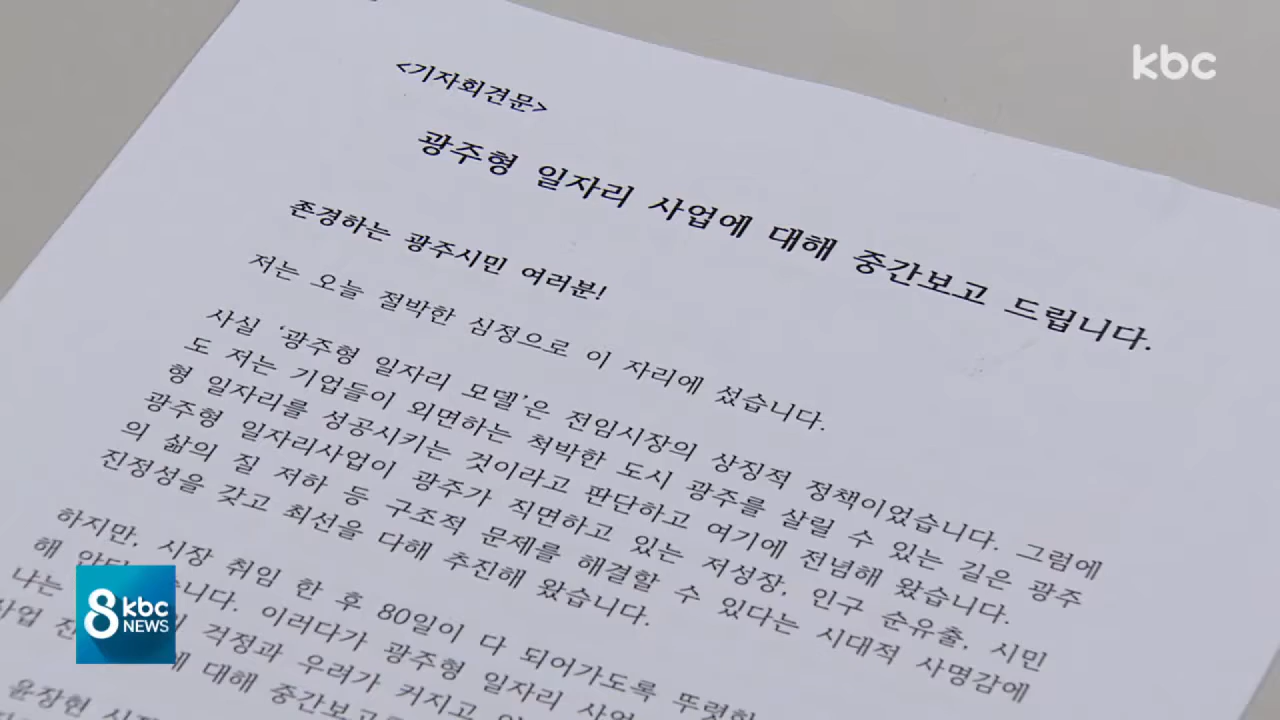 kbc
<기자회견문>
광주형 일자리 사업에 대해 중간보고 드립니다.
존경하는 광주시민 여러분!
저는 오늘 절박한 심정으로 이 자리에 섰습니다.
사실 ‘광주형 일자리 모델’은 전임시장의 상징적 정책이었습니다. 그럼에
도 저는 기업들이 외면하는 척박한 도시 광주를 살릴 수 있는 길은 광주
형 일자리를 성공시키는 것이라고 판단하고 여기에 전념해 왔습니다.
광주형 일자리사업이 광주가 직면하고 있는 저성장, 인구 순유출, 시민
의 삶의 질 저하 등 구조적 문제를 해결할 수 있다는 시대적 사명감에
진정성을 갖고 최선을 다해 추진해 왔습니다.
하지만, 시장 취임 한 후 80일이 다 되어가도록 뚜렷한
해 습니다. 이러다가 광주형 일자리 사업
냐는 걱정과 우려가 커지고
사업 대해 중간보고
윤장현
8 kbc
NEWS